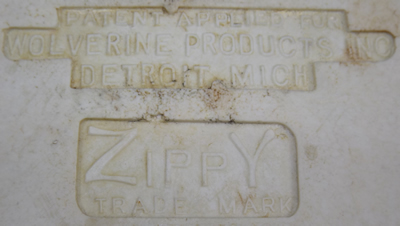 PATENT APPLIED FOR
WOLVERINE PRODUCTS INC
DETROIT, MICH
ZIPPY
TRADE MARK